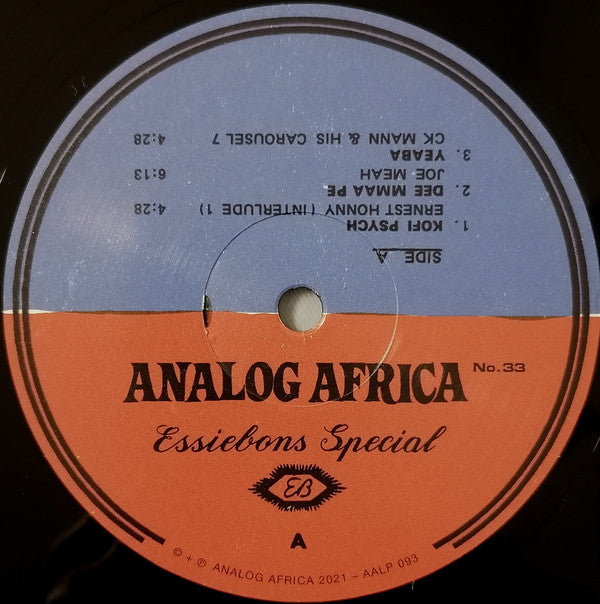 SIDE A
1. KOFI PSYCH
ERNEST HONNY (INTERLUDE 1) 4:28
2. DEE MMAA PE
JOE MEAH 6:13
3. YEABA
CK MANN & HIS CAROUSEL 7 4:28
ANALOG AFRICA No.33
Essiebons Special
EB
A
© + ℗ ANALOG AFRICA 2021 – AALP 093